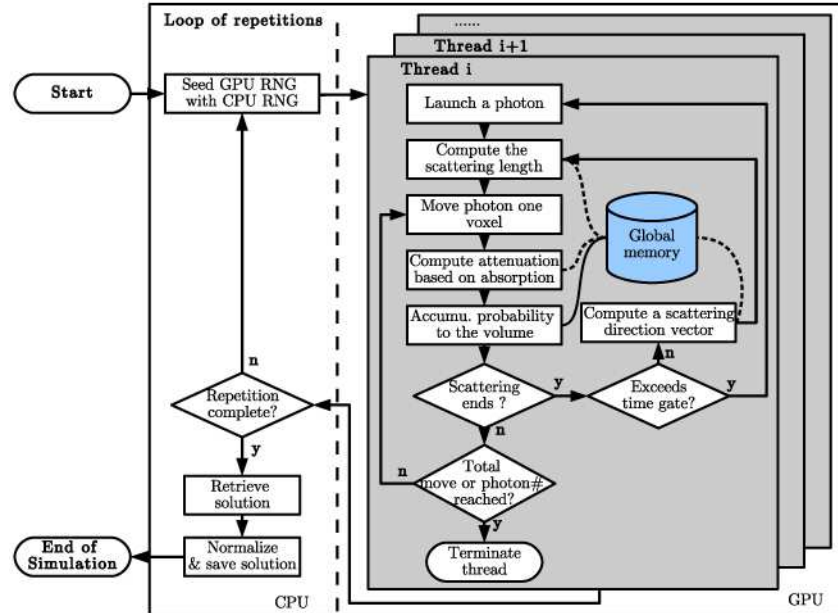 Loop of repetitions
......
Thread i+1
Thread i
Start
Seed GPU RNG
with CPU RNG
Launch a photon
Compute the
scattering length
Move photon one
voxel
Global
memory
Compute attenuation
based on absorption
Accumu. probability
to the volume
Compute a scattering
direction vector
n
n
Scattering
ends ?
y
Exceeds
time gate?
y
Repetition
complete?
n
y
n
Total
move or photon#
reached?
Retrieve
solution
y
End of
Simulation
Normalize
& save solution
Terminate
thread
CPU
GPU